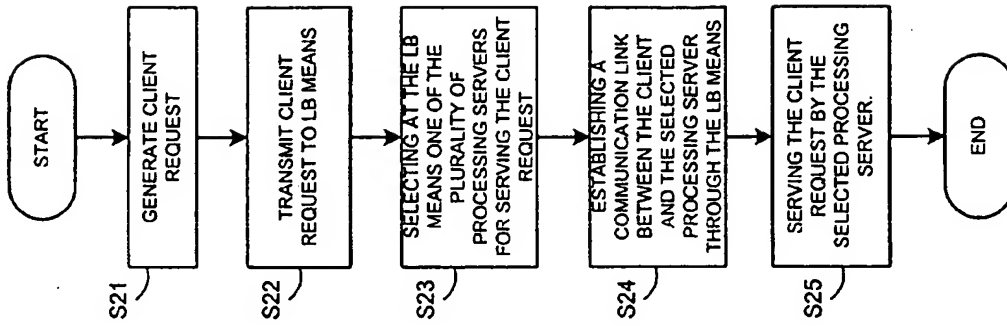 START
S21
GENERATE CLIENT
REQUEST
S22
TRANSMIT CLIENT
REQUEST TO LB MEANS
S23
SELECTING AT THE LB
MEANS ONE OF THE
PLURALITY OF
PROCESSING SERVERS
FOR SERVING THE CLIENT
REQUEST
S24
ESTABLISHING A
COMMUNICATION LINK
BETWEEN THE CLIENT
AND THE SELECTED
PROCESSING SERVER
THROUGH THE LB MEANS
S25
SERVING THE CLIENT
REQUEST BY THE
SELECTED PROCESSING
SERVER.
END